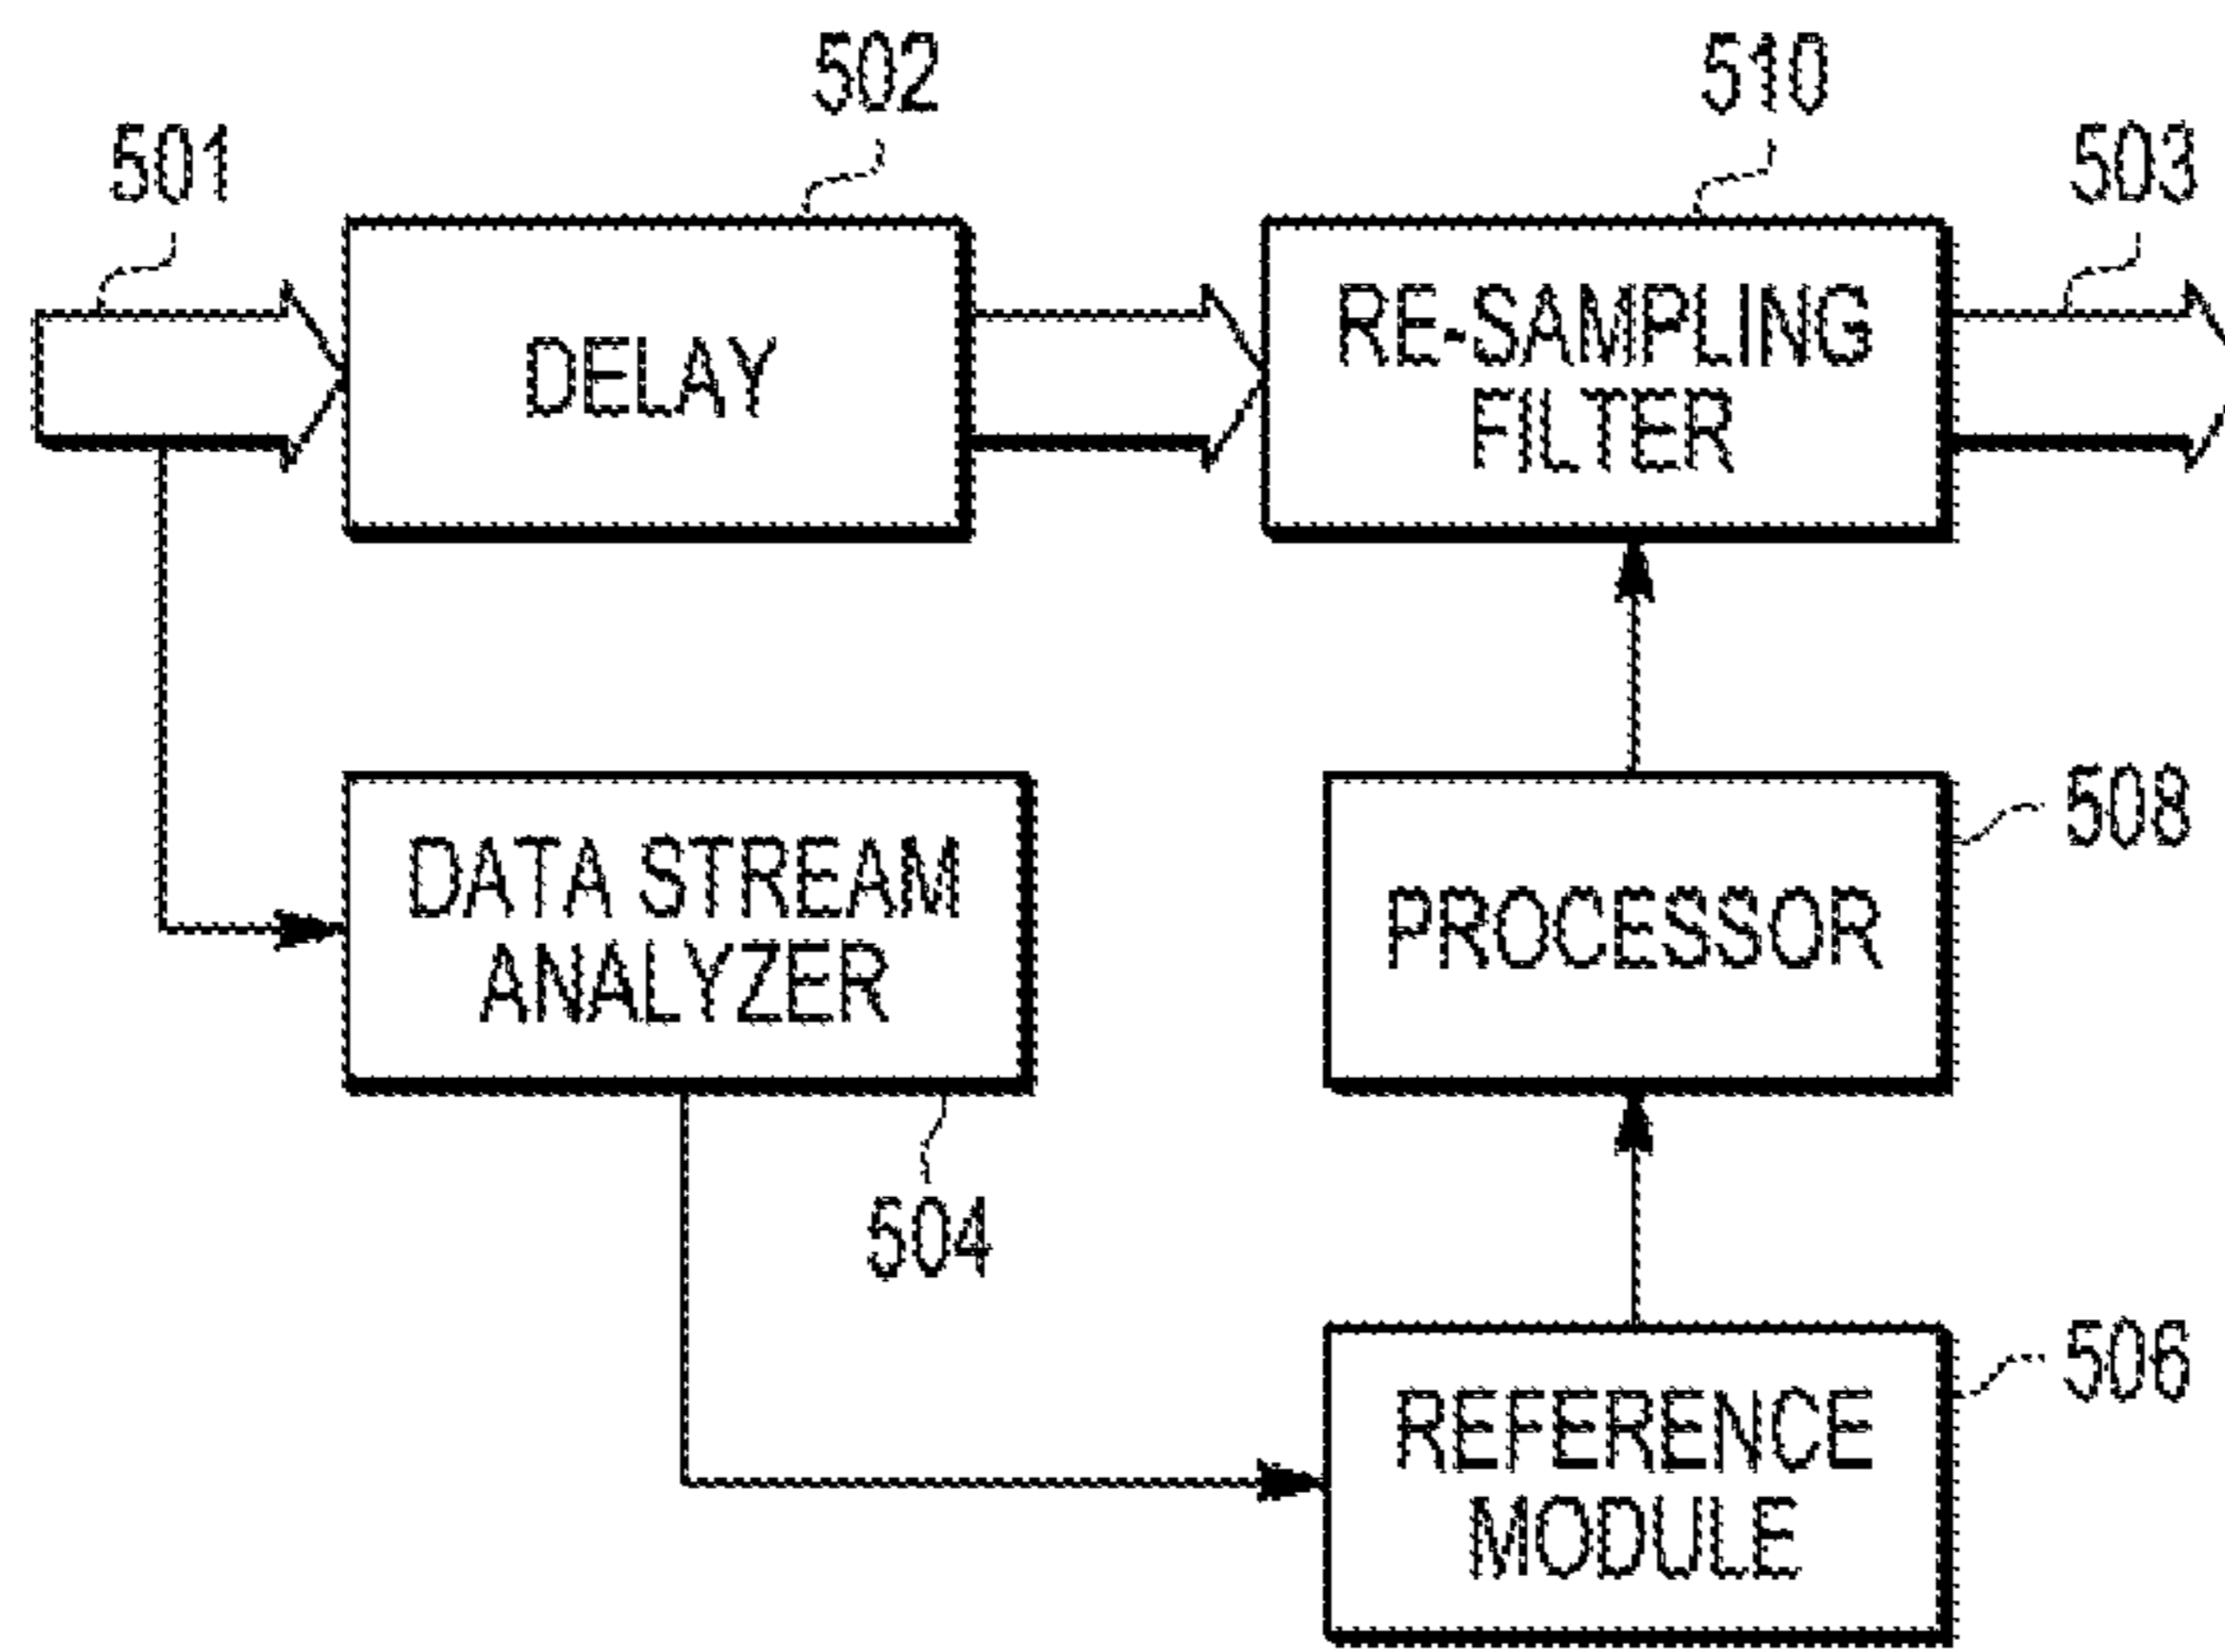 502
510
501
503
DELAY
RE-SAMPLING
FILTER
508
DATA STREAM
ANALYZER
PROCESSOR
504
506
REFERENCE
MODULE